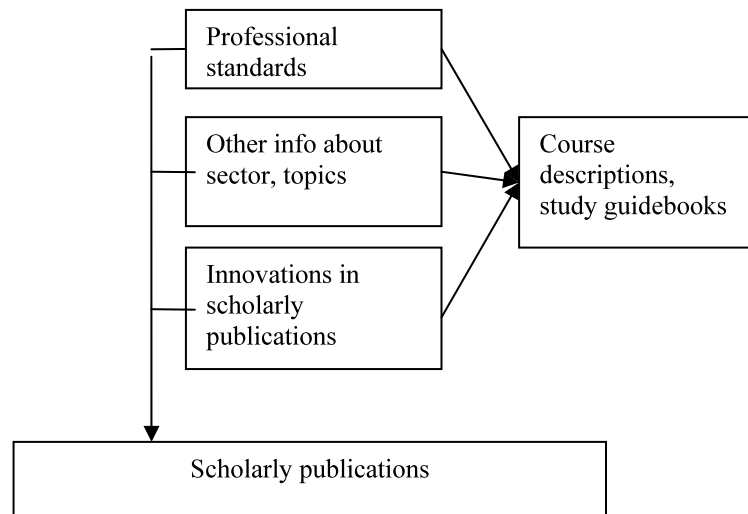 Professional
standards
Other info about
sector, topics
Course
descriptions,
study guidebooks
Innovations in
scholarly
publications
Scholarly publications